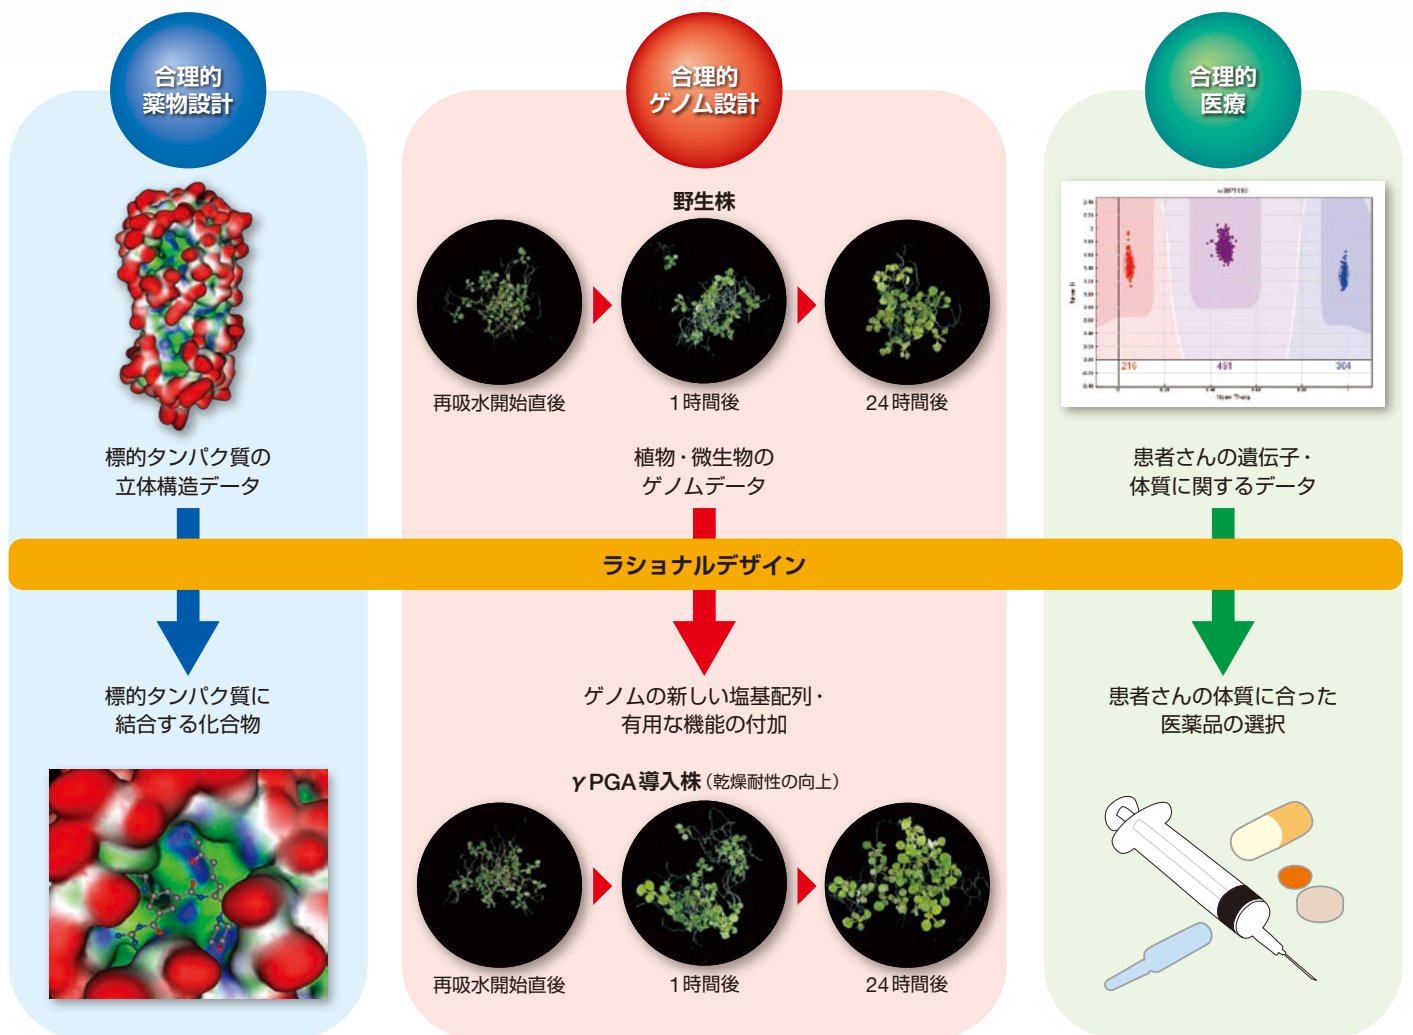 合理的
薬物設計
標的タンパク質の
立体構造データ
合理的
ゲノム設計
野生株
再吸水開始直後
1時間後
24時間後
植物・微生物の
ゲノムデータ
合理的
医療
216
491
304
患者さんの遺伝子・
体質に関するデータ
ラショナルデザイン
標的タンパク質に
結合する化合物
ゲノムの新しい塩基配列・
有用な機能の付加
γPGA導入株（乾燥耐性の向上）
再吸水開始直後
1時間後
24時間後
患者さんの体質に合った
医薬品の選択